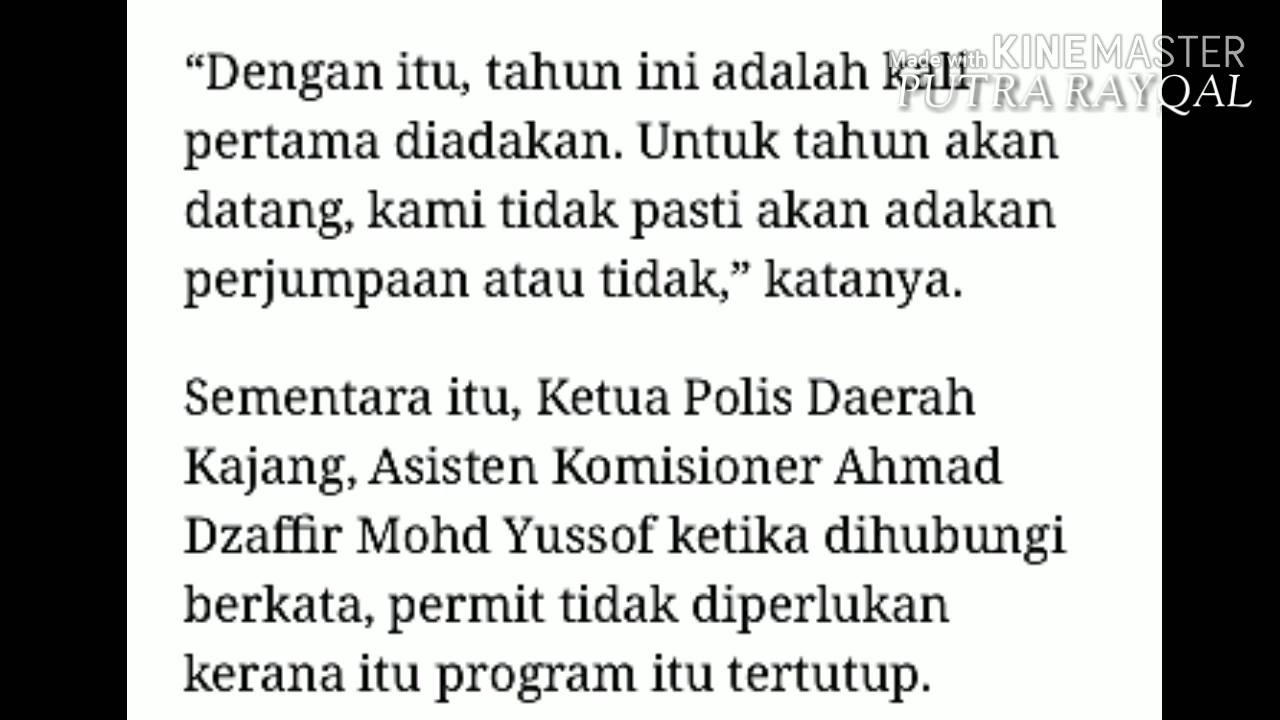 “Dengan itu, tahun ini adalah kali
pertama diadakan. Untuk tahun akan
datang, kami tidak pasti akan adakan
perjumpaan atau tidak,” katanya.
Sementara itu, Ketua Polis Daerah
Kajang, Asisten Komisioner Ahmad
Dzaffir Mohd Yussof ketika dihubungi
berkata, permit tidak diperlukan
kerana itu program itu tertutup.
Made with KINEMASTER
PUTRA RAYQAL